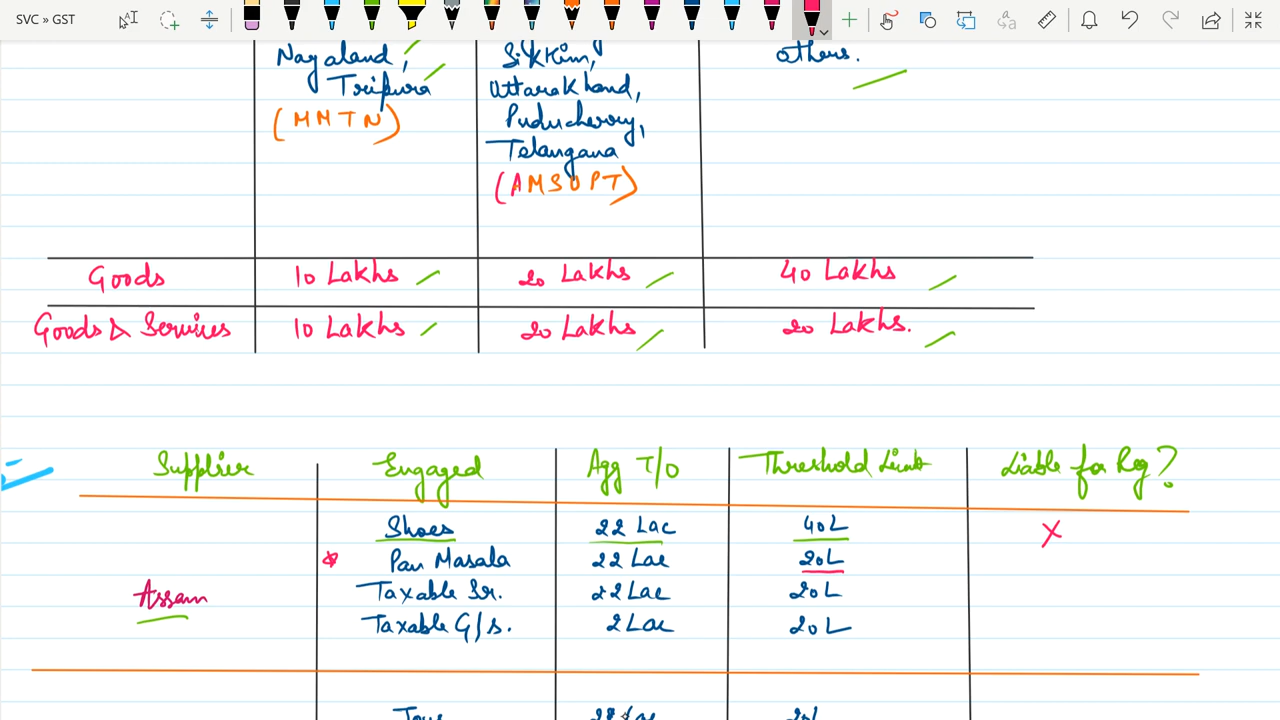 SVC » GST
Nagaland, Sikkim, others.
Tripura Uttarakhand,
(MMTN) Puducherry,
Telangana
(AMSUPT)
Goods 10 Lakhs 20 Lakhs 40 Lakhs
Goods & Services 10 Lakhs 20 Lakhs 20 Lakhs.
Supplier Engaged Agg T/O Threshold Limit Liable for Reg?
Shoes 22 Lac 40L X
Pan Masala 22 Lac 20L
Assam Taxable Sr. 22 Lac 20L
Taxable G/S. 2 Lac 20L